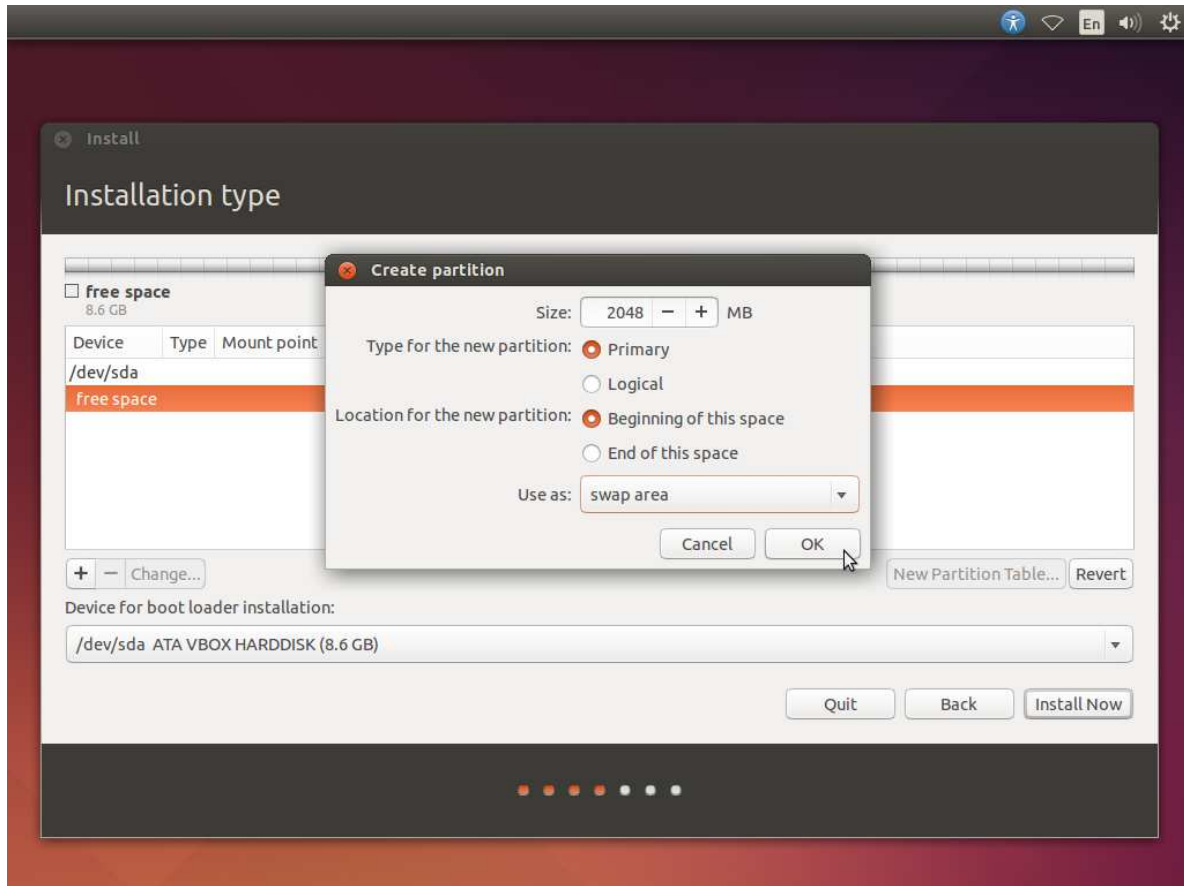 En
Install
Installation type
Create partition
free space
8.6 GB
Size: 2048 − + MB
Type for the new partition: Primary
Logical
Location for the new partition: Beginning of this space
End of this space
Use as: swap area
Cancel OK
Device Type Mount point
/dev/sda
free space
+ − Change... New Partition Table... Revert
Device for boot loader installation:
/dev/sda ATA VBOX HARDDISK (8.6 GB)
Quit Back Install Now